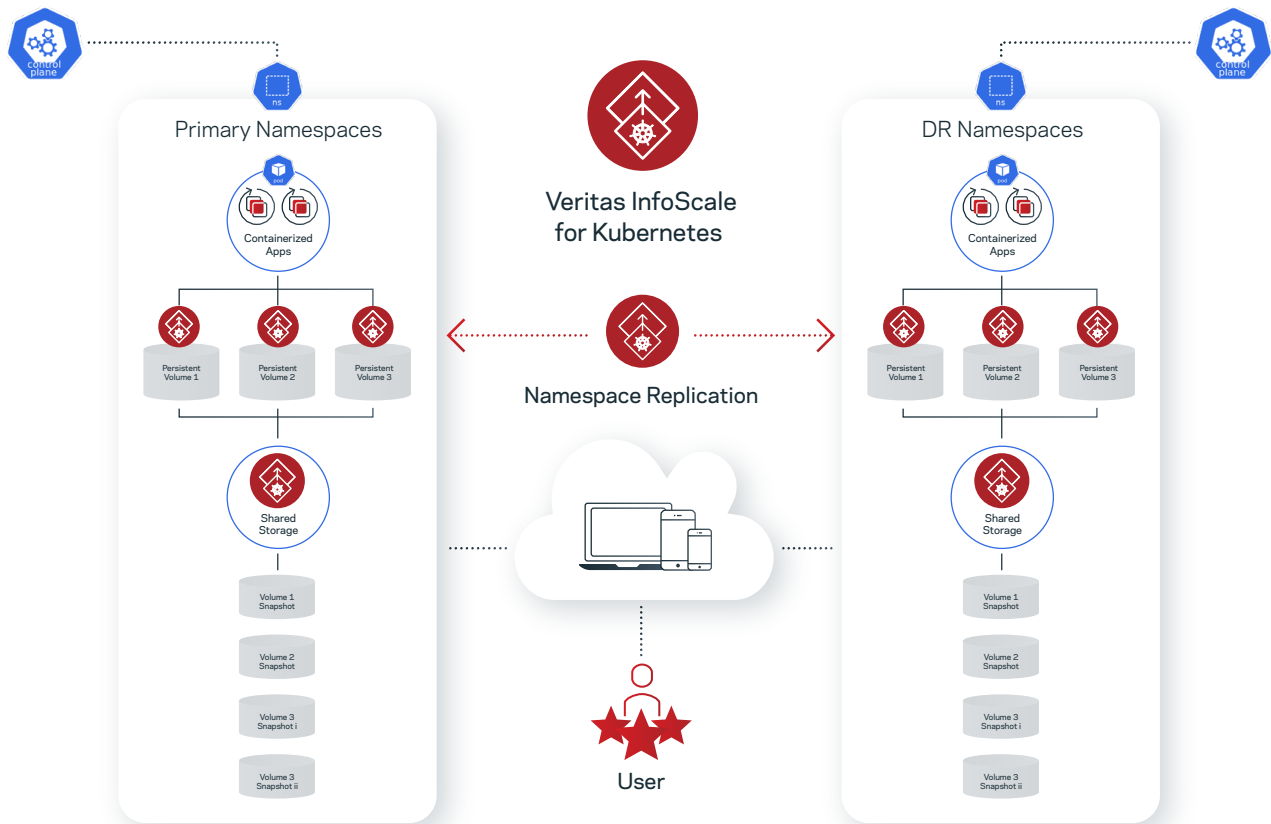 control
plane
ns
Primary Namespaces
pod
Containerized
Apps
Persistent
Volume 1
Persistent
Volume 2
Persistent
Volume 3
Shared
Storage
Volume 1
Snapshot
Volume 2
Snapshot
Volume 3
Snapshot i
Volume 3
Snapshot ii
Veritas InfoScale
for Kubernetes
Namespace Replication
User
control
plane
ns
DR Namespaces
pod
Containerized
Apps
Persistent
Volume 1
Persistent
Volume 2
Persistent
Volume 3
Shared
Storage
Volume 1
Snapshot
Volume 2
Snapshot
Volume 3
Snapshot i
Volume 3
Snapshot ii